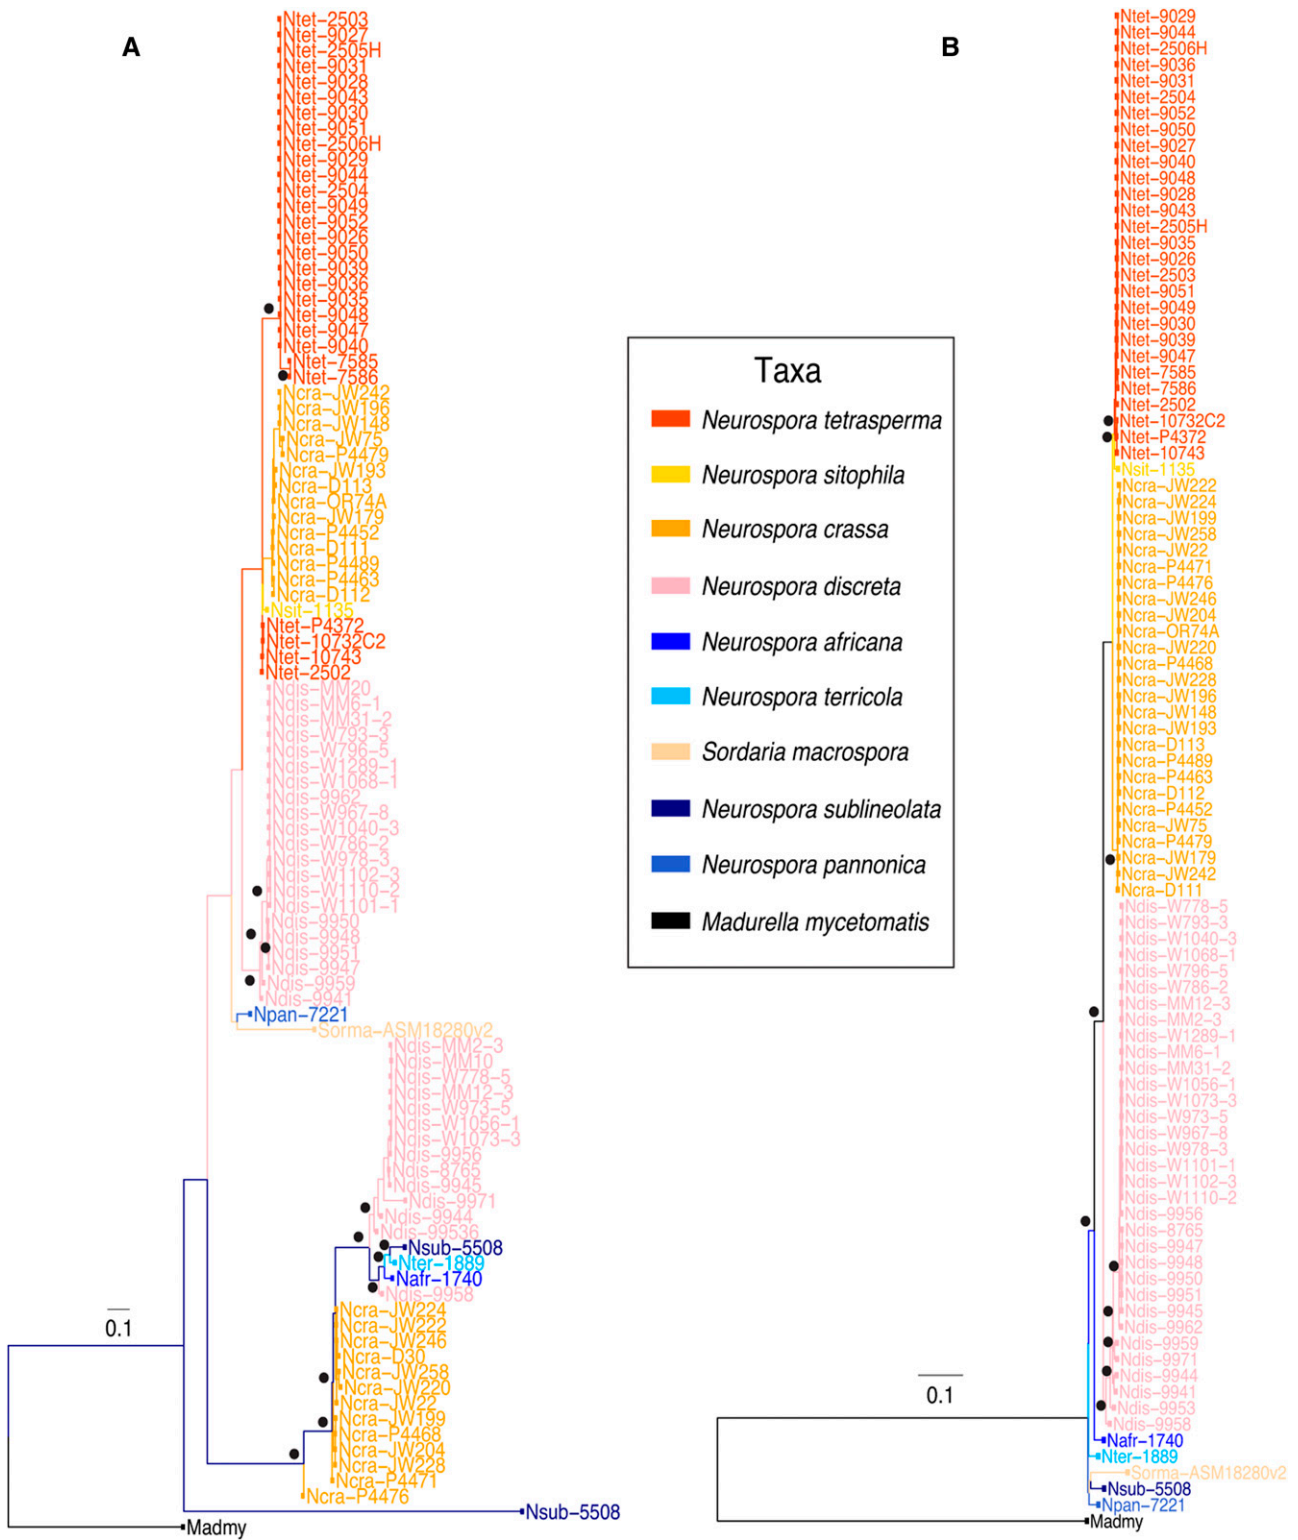 A
Ntet-2503
Ntet-9027
Ntet-2505H
Ntet-9031
Ntet-9028
Ntet-9043
Ntet-9030
Ntet-9051
Ntet-2506H
Ntet-9029
Ntet-9044
Ntet-2504
Ntet-9049
Ntet-9052
Ntet-9026
Ntet-9050
Ntet-9039
Ntet-9036
Ntet-9035
Ntet-9048
Ntet-9047
Ntet-9040
Ntet-7585
Ntet-7586
Ncra-JW242
Ncra-JW196
Ncra-JW148
Ncra-JW75
Ncra-P4479
Ncra-JW193
Ncra-D113
Ncra-OR74A
Ncra-JW179
Ncra-P4452
Ncra-D111
Ncra-P4489
Ncra-P4463
Ncra-D112
Nsit-1135
Ntet-P4372
Ntet-10732C2
Ntet-10743
Ntet-2502
Ndis-MM20
Ndis-MM6-1
Ndis-MM31-2
Ndis-W793-3
Ndis-W796-5
Ndis-W1289-1
Ndis-W1068-1
Ndis-9962
Ndis-W967-8
Ndis-W1040-3
Ndis-W786-2
Ndis-W978-3
Ndis-W1102-3
Ndis-W1110-2
Ndis-W1101-1
Ndis-9950
Ndis-9948
Ndis-9951
Ndis-9947
Ndis-9959
Ndis-9941
Npan-7221
Sorma-ASM18280v2
Ndis-MM2-3
Ndis-MM10
Ndis-W778-5
Ndis-MM12-3
Ndis-W973-5
Ndis-W1056-1
Ndis-W1073-3
Ndis-9956
Ndis-8765
Ndis-9945
Ndis-9971
Ndis-9944
Ndis-99536
Nsub-5508
Nter-1889
Nafr-1740
Ndis-9958
Ncra-JW224
Ncra-JW222
Ncra-JW246
Ncra-D30
Ncra-JW258
Ncra-JW220
Ncra-JW22
Ncra-JW199
Ncra-P4468
Ncra-JW204
Ncra-JW228
Ncra-P4471
Ncra-P4476
Nsub-5508
Madmy
0.1
Taxa
Neurospora tetrasperma
Neurospora sitophila
Neurospora crassa
Neurospora discreta
Neurospora africana
Neurospora terricola
Sordaria macrospora
Neurospora sublineolata
Neurospora pannonica
Madurella mycetomatis
B
Ntet-9029
Ntet-9044
Ntet-2506H
Ntet-9036
Ntet-9031
Ntet-2504
Ntet-9052
Ntet-9050
Ntet-9027
Ntet-9040
Ntet-9048
Ntet-9028
Ntet-9043
Ntet-2505H
Ntet-9035
Ntet-9026
Ntet-2503
Ntet-9051
Ntet-9049
Ntet-9030
Ntet-9039
Ntet-9047
Ntet-7585
Ntet-7586
Ntet-2502
Ntet-10732C2
Ntet-P4372
Ntet-10743
Nsit-1135
Ncra-JW222
Ncra-JW224
Ncra-JW199
Ncra-JW258
Ncra-JW22
Ncra-P4471
Ncra-P4476
Ncra-JW246
Ncra-JW204
Ncra-OR74A
Ncra-JW220
Ncra-P4468
Ncra-JW228
Ncra-JW196
Ncra-JW148
Ncra-JW193
Ncra-D113
Ncra-P4489
Ncra-P4463
Ncra-D112
Ncra-P4452
Ncra-JW75
Ncra-P4479
Ncra-JW179
Ncra-JW242
Ncra-D111
Ndis-W778-5
Ndis-W793-3
Ndis-W1040-3
Ndis-W1068-1
Ndis-W796-5
Ndis-W786-2
Ndis-MM12-3
Ndis-MM2-3
Ndis-W1289-1
Ndis-MM6-1
Ndis-MM31-2
Ndis-W1056-1
Ndis-W1073-3
Ndis-W973-5
Ndis-W967-8
Ndis-W978-3
Ndis-W1101-1
Ndis-W1102-3
Ndis-W1110-2
Ndis-9956
Ndis-8765
Ndis-9947
Ndis-9948
Ndis-9950
Ndis-9951
Ndis-9945
Ndis-9962
Ndis-9959
Ndis-9971
Ndis-9944
Ndis-9941
Ndis-9953
Ndis-9958
Nafr-1740
Nter-1889
Sorma-ASM18280v2
Nsub-5508
Npan-7221
Madmy
0.1